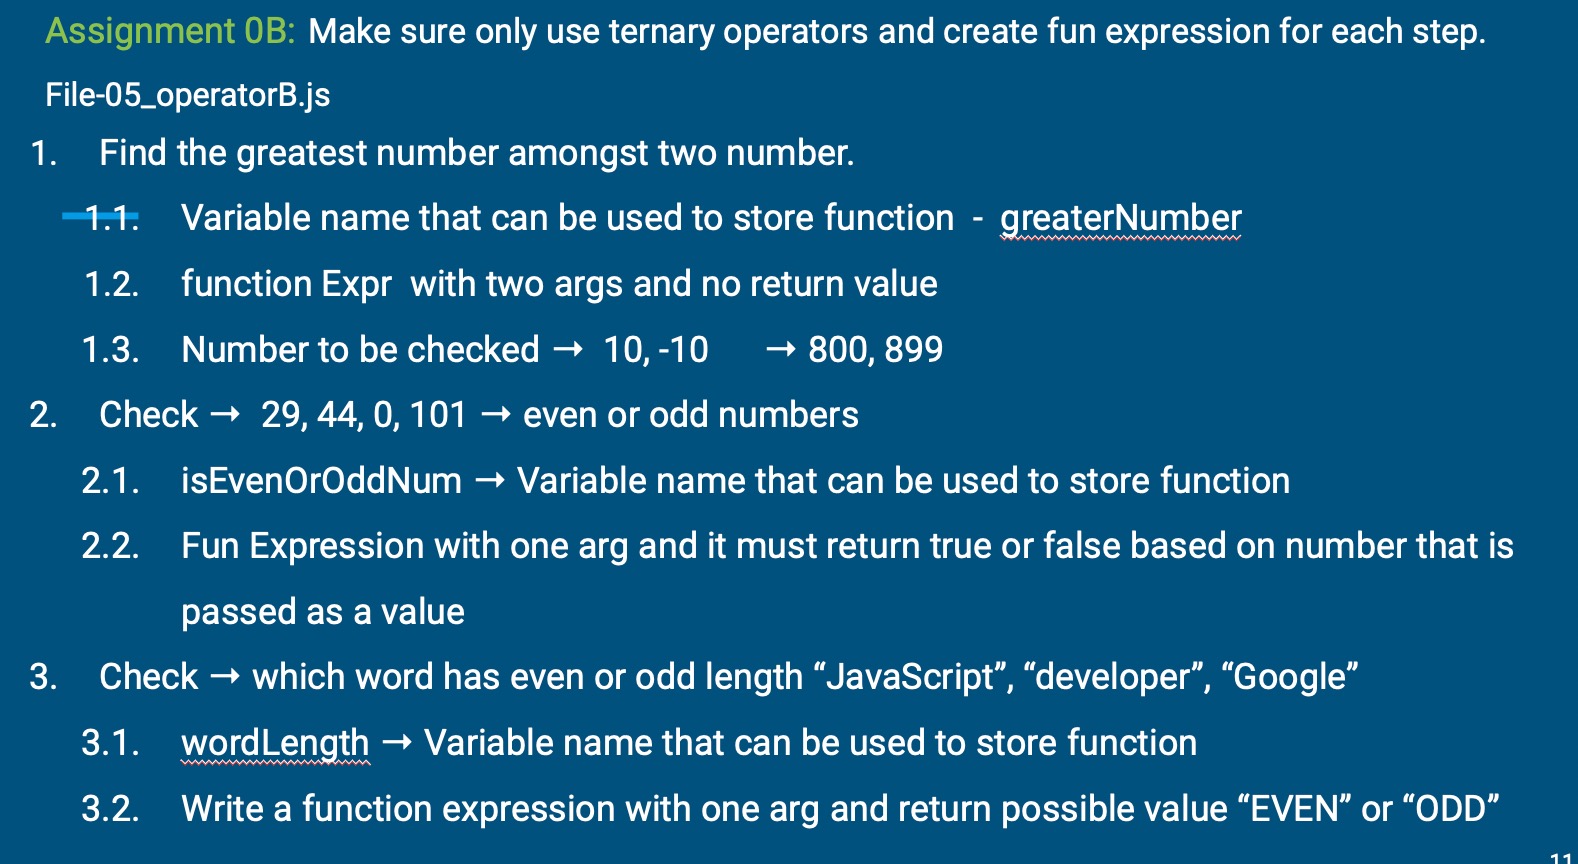 Assignment 0B: Make sure only use ternary operators and create fun expression for each step.
File-05_operatorB.js
1. Find the greatest number amongst two number.
1.1. Variable name that can be used to store function - greaterNumber
1.2. function Expr with two args and no return value
1.3. Number to be checked → 10, -10 → 800, 899
2. Check → 29, 44, 0, 101 → even or odd numbers
2.1. isEvenOrOddNum → Variable name that can be used to store function
2.2. Fun Expression with one arg and it must return true or false based on number that is
passed as a value
3. Check → which word has even or odd length “JavaScript”, “developer”, “Google”
3.1. wordLength → Variable name that can be used to store function
3.2. Write a function expression with one arg and return possible value “EVEN” or “ODD”
11